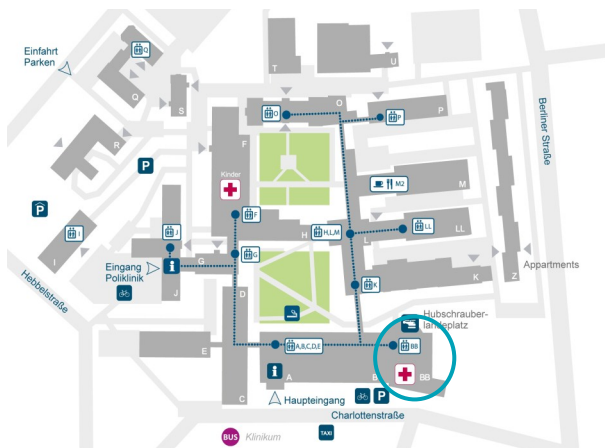 Einfahrt
Parken
Q
Q
S
T
U
O
O
P
P
R
F
Kinder
P
P
M2
M
Berliner Straße
I
I
J
F
H
H,I,M
L
LL
LL
G
G
Eingang
Poliklinik
i
J
K
K
Z
Appartments
Hebbelstraße
D
Hubschrauber-
landeplatz
E
A,B,C,D,E
BB
i
A
B
BB
C
Haupteingang
P
Charlottenstraße
BUS
Klinikum
TAXI